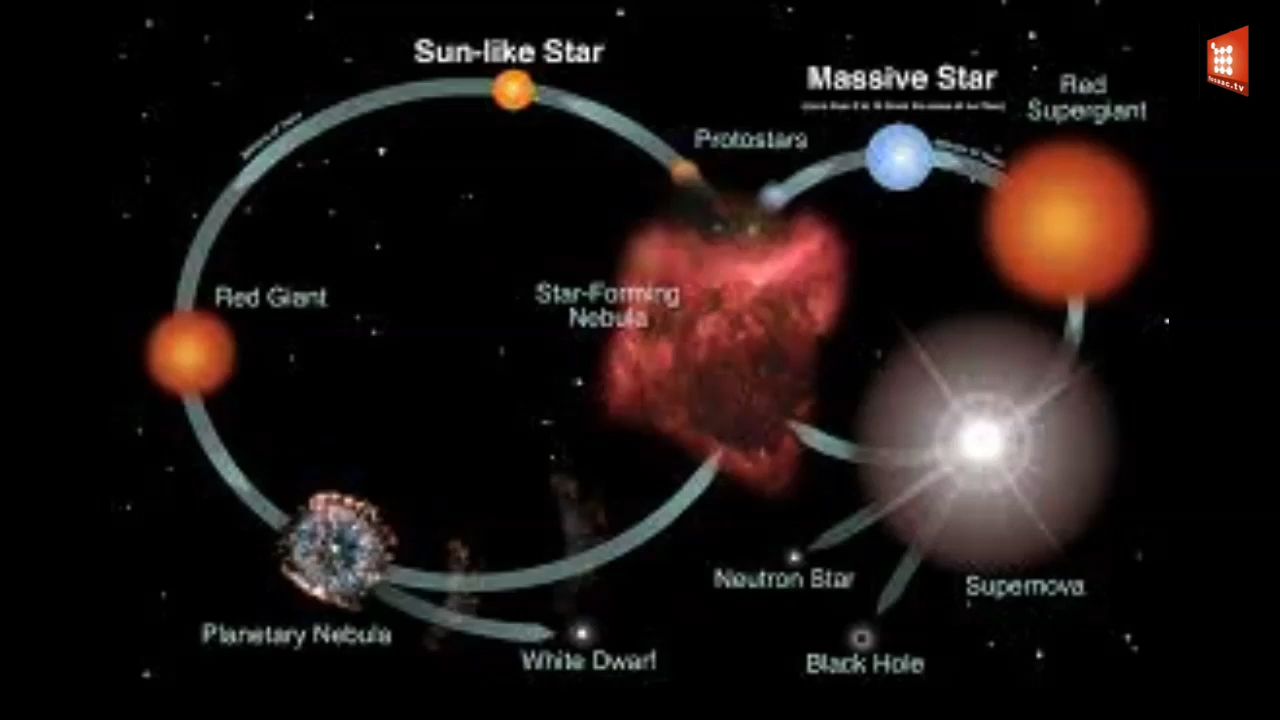 Sun-like Star
Massive Star
Red
Supergiant
Protostars
Red Giant
Star-Forming
Nebula
Neutron Star
Supernova
Planetary Nebula
White Dwarf
Black Hole